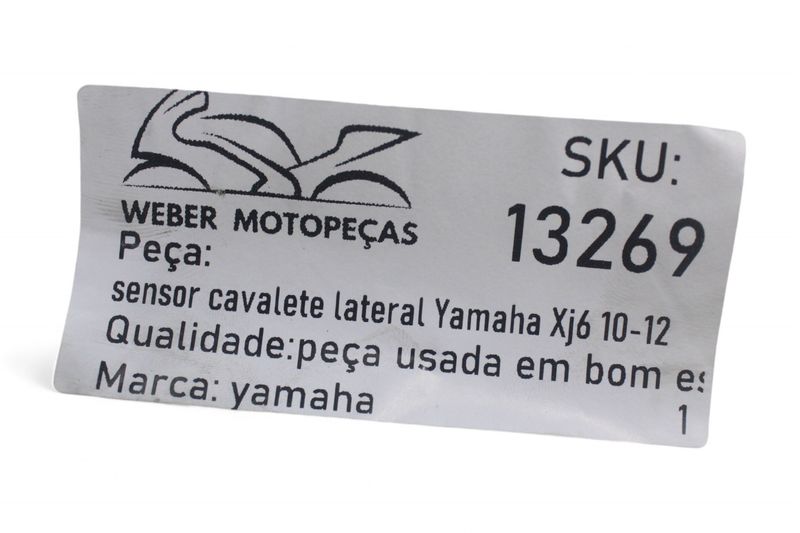 WEBER MOTOPEÇAS
SKU:
13269
Peça:
sensor cavalete lateral Yamaha Xj6 10-12
Qualidade:peça usada em bom es
Marca: yamaha
1